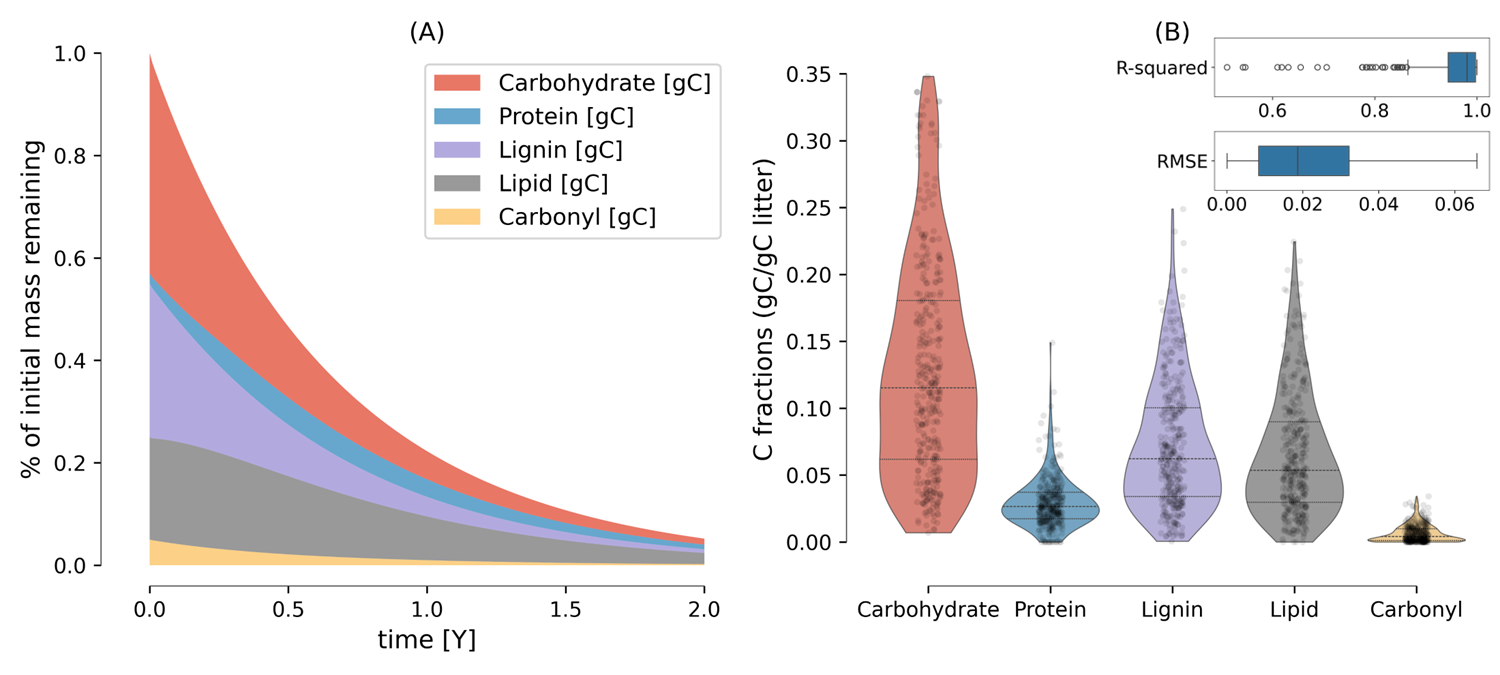 (A)
% of initial mass remaining
1.0
0.8
0.6
0.4
0.2
0.0
Carbohydrate [gC]
Protein [gC]
Lignin [gC]
Lipid [gC]
Carbonyl [gC]
0.0 0.5 1.0 1.5 2.0
time [Y]
(B)
C fractions (gC/gC litter)
0.35
0.30
0.25
0.20
0.15
0.10
0.05
0.00
R-squared
0.6 0.8 1.0
RMSE
0.00 0.02 0.04 0.06
Carbohydrate Protein Lignin Lipid Carbonyl